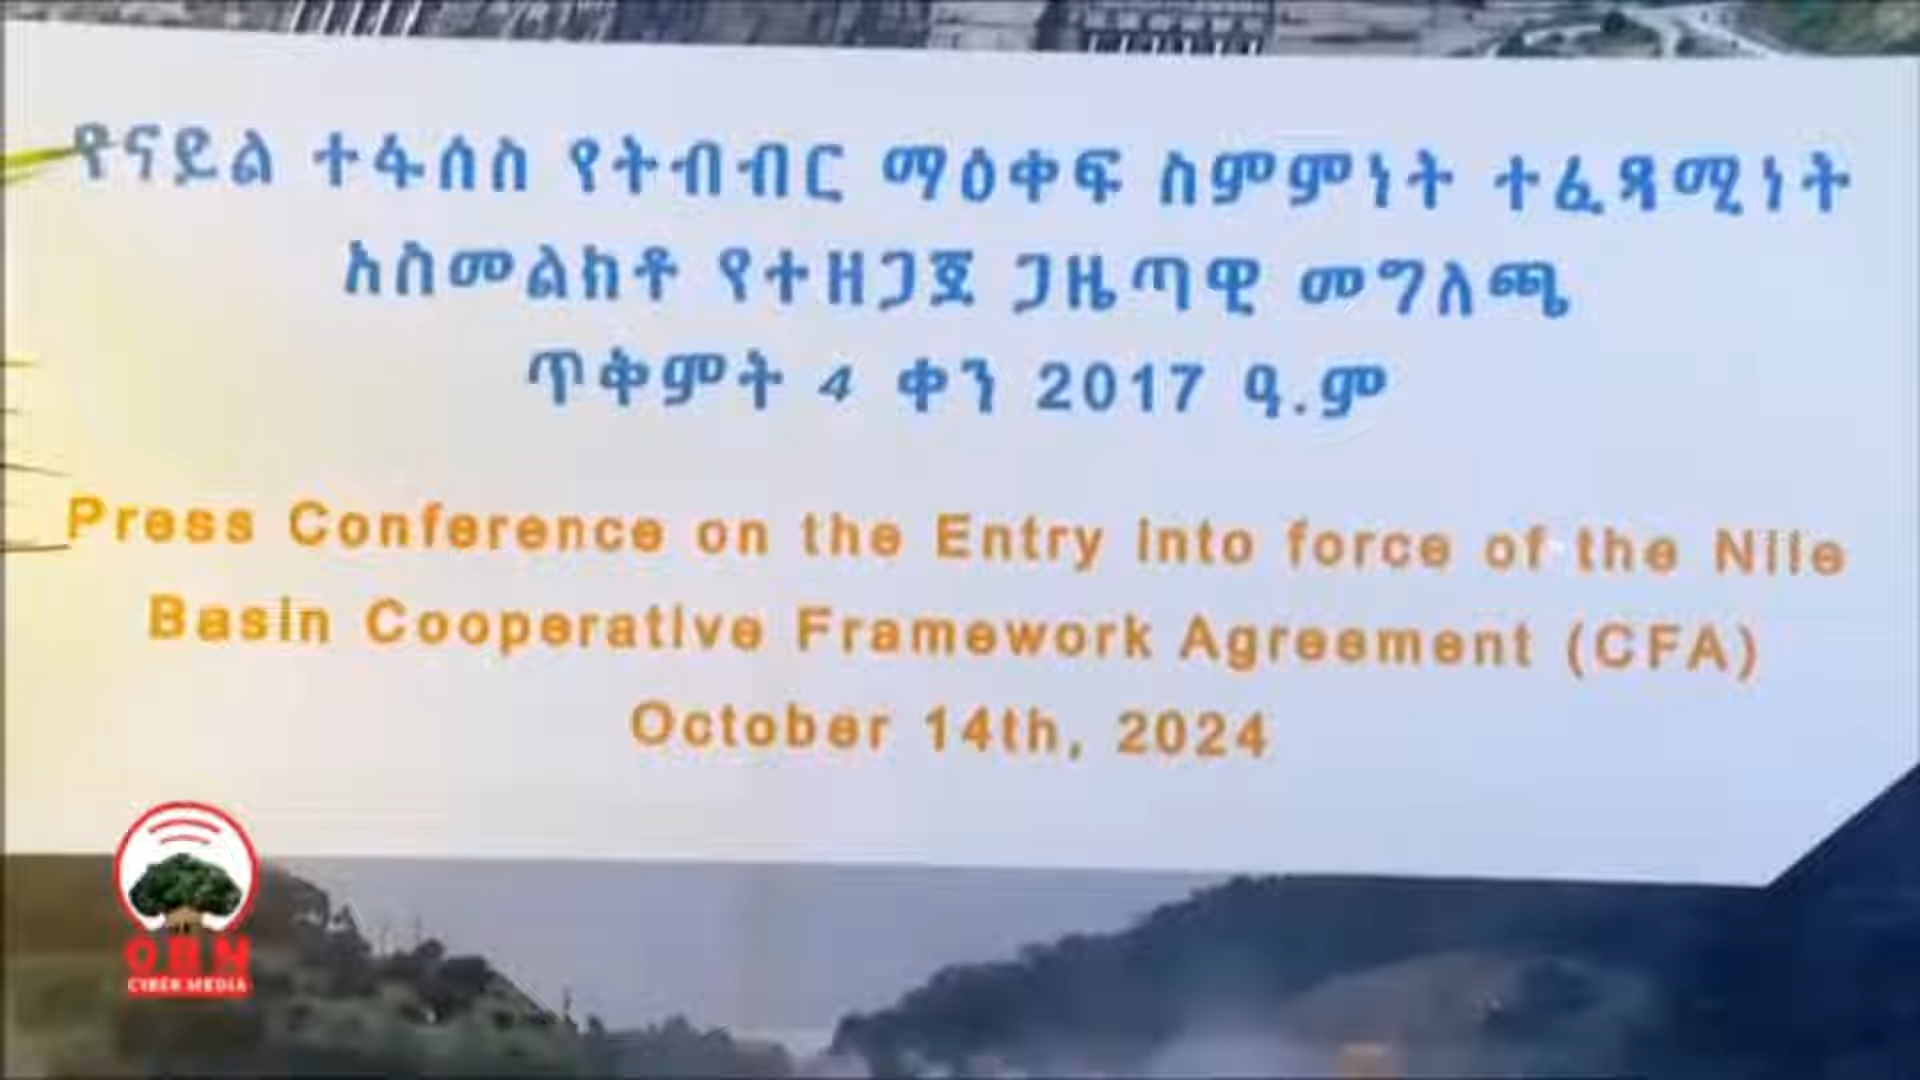 የናይል ተፋሰስ የትብብር ማዕቀፍ ስምምነት ተፈጻሚነት
አስመልክቶ የተዘጋጀ ጋዜጣዊ መግለጫ
ጥቅምት 4 ቀን 2017 ዓ.ም
Press Conference on the Entry into force of the Nile
Basin Cooperative Framework Agreement (CFA)
October 14th, 2024
OBN
CYBER MEDIA